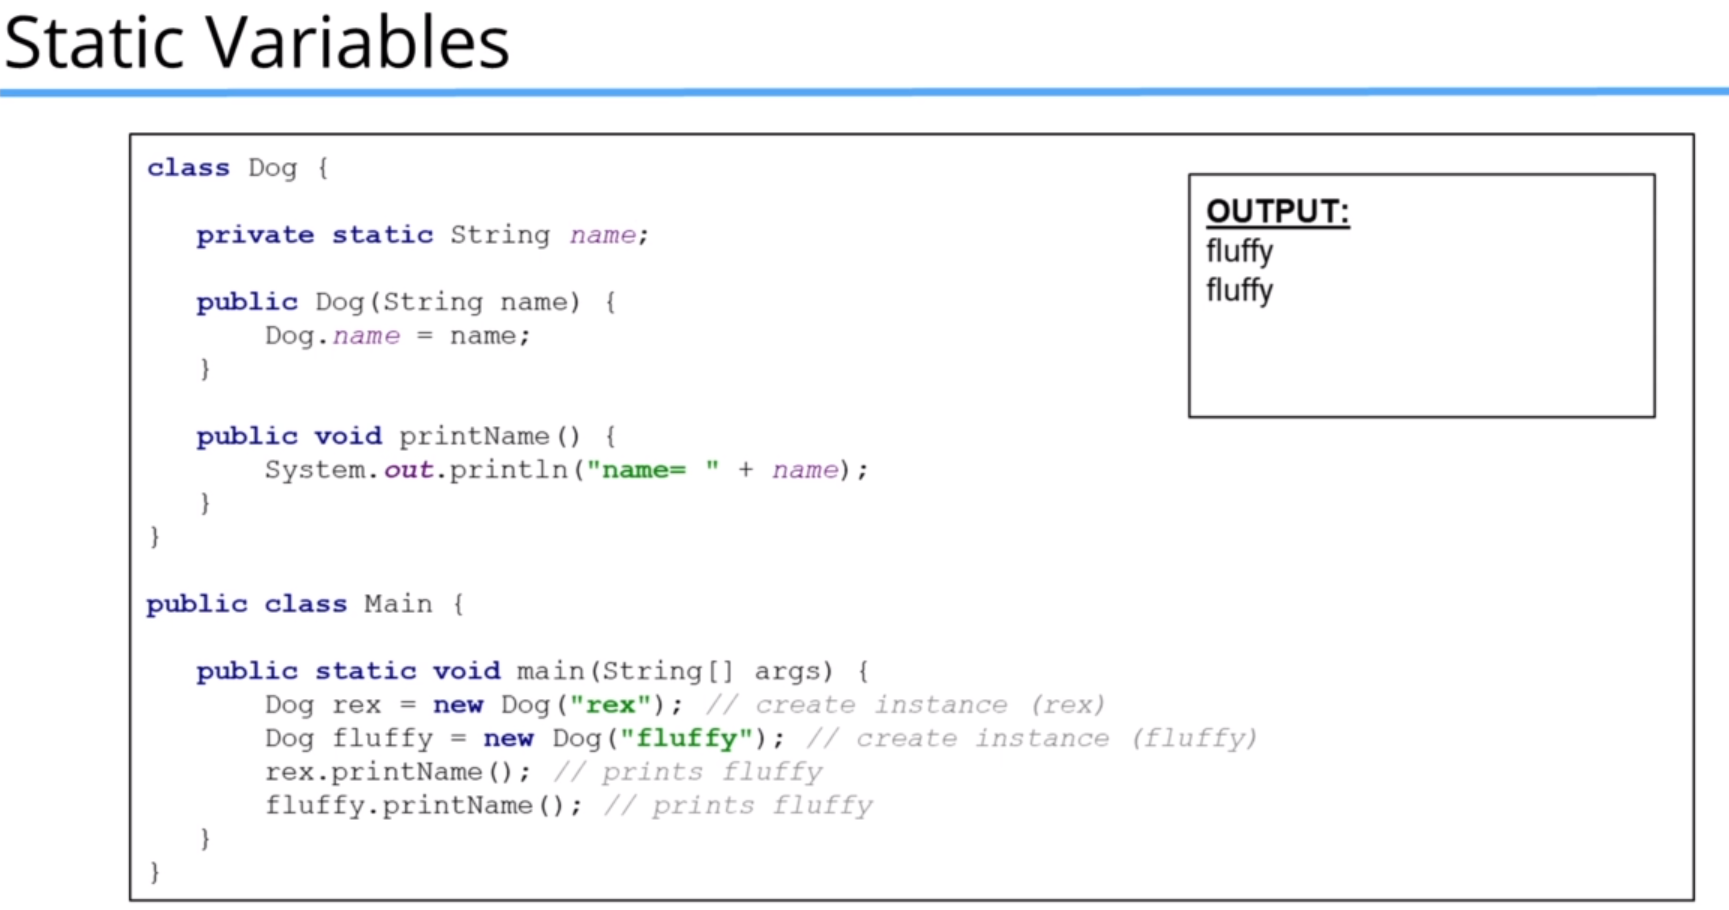 Static Variables
class Dog {
private static String name;
public Dog(String name) {
Dog.name = name;
}
public void printName() {
System.out.println("name= " + name);
}
}
public class Main {
public static void main(String[] args) {
Dog rex = new Dog("rex"); // create instance (rex)
Dog fluffy = new Dog("fluffy"); // create instance (fluffy)
rex.printName(); // prints fluffy
fluffy.printName(); // prints fluffy
}
}
OUTPUT:
fluffy
fluffy